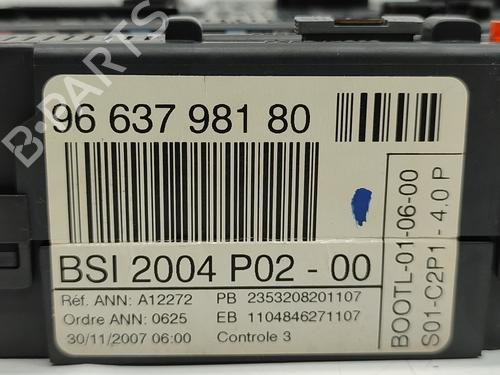 96 637 981 80
BSI 2004 P02 - 00
Réf. ANN: A12272 PB 2353208201107
Ordre ANN: 0625 EB 1104846271107
30/11/2007 06:00 Controle 3
BOOTL-01-06-00
S01-C2P1 - 4.0 P
B-PARTS